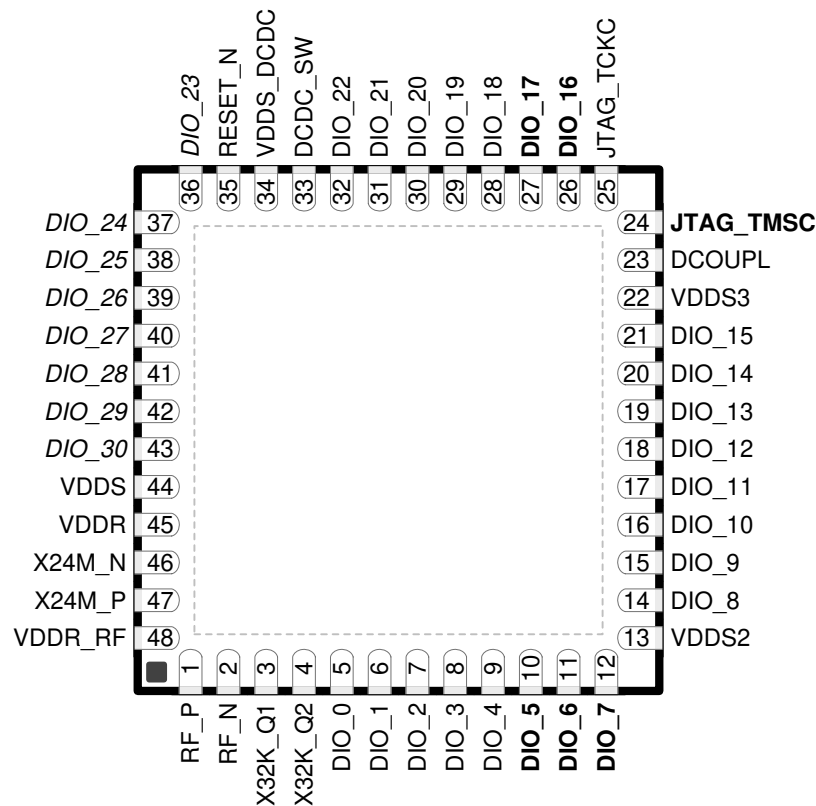 DIO_23
RESET_N
VDDS_DCDC
DCDC_SW
DIO_22
DIO_21
DIO_20
DIO_19
DIO_18
DIO_17
DIO_16
JTAG_TCKC
36 35 34 33 32 31 30 29 28 27 26 25
DIO_24 37
DIO_25 38
DIO_26 39
DIO_27 40
DIO_28 41
DIO_29 42
DIO_30 43
VDDS 44
VDDR 45
X24M_N 46
X24M_P 47
VDDR_RF 48
24 JTAG_TMSC
23 DCOUPL
22 VDDS3
21 DIO_15
20 DIO_14
19 DIO_13
18 DIO_12
17 DIO_11
16 DIO_10
15 DIO_9
14 DIO_8
13 VDDS2
1 2 3 4 5 6 7 8 9 10 11 12
RF_P
RF_N
X32K_Q1
X32K_Q2
DIO_0
DIO_1
DIO_2
DIO_3
DIO_4
DIO_5
DIO_6
DIO_7